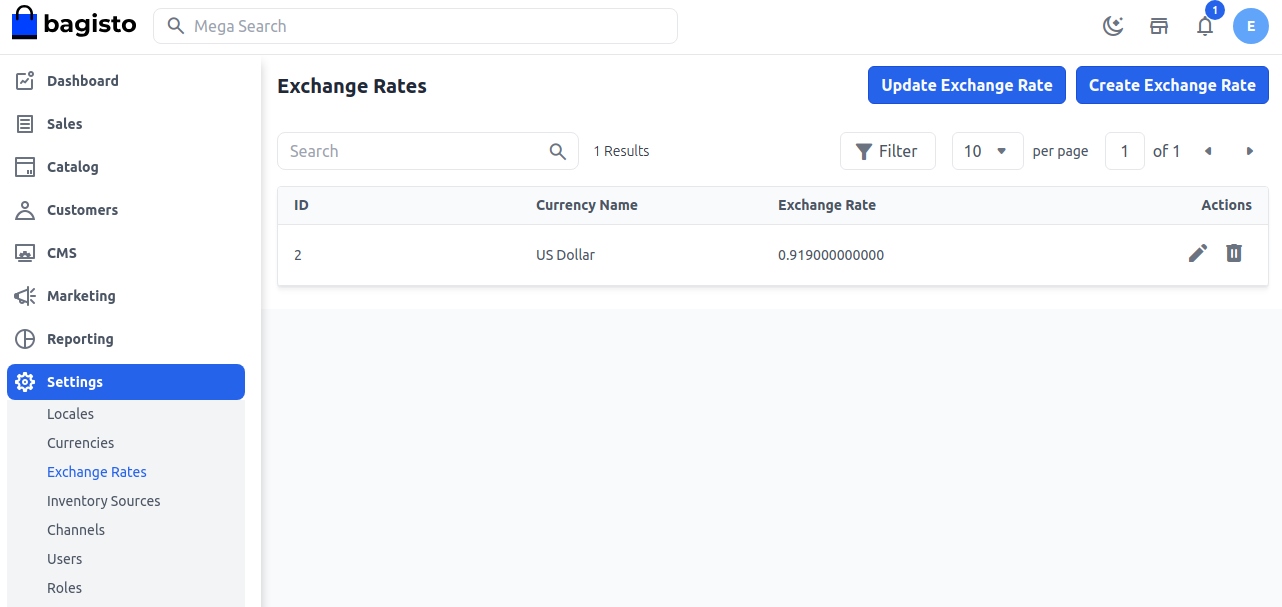 bagisto
Mega Search
1
E
Dashboard
Sales
Catalog
Customers
CMS
Marketing
Reporting
Settings
Locales
Currencies
Exchange Rates
Inventory Sources
Channels
Users
Roles
Exchange Rates
Update Exchange Rate
Create Exchange Rate
Search
1 Results
Filter
10
per page
1
of 1
ID Currency Name Exchange Rate Actions
2 US Dollar 0.919000000000